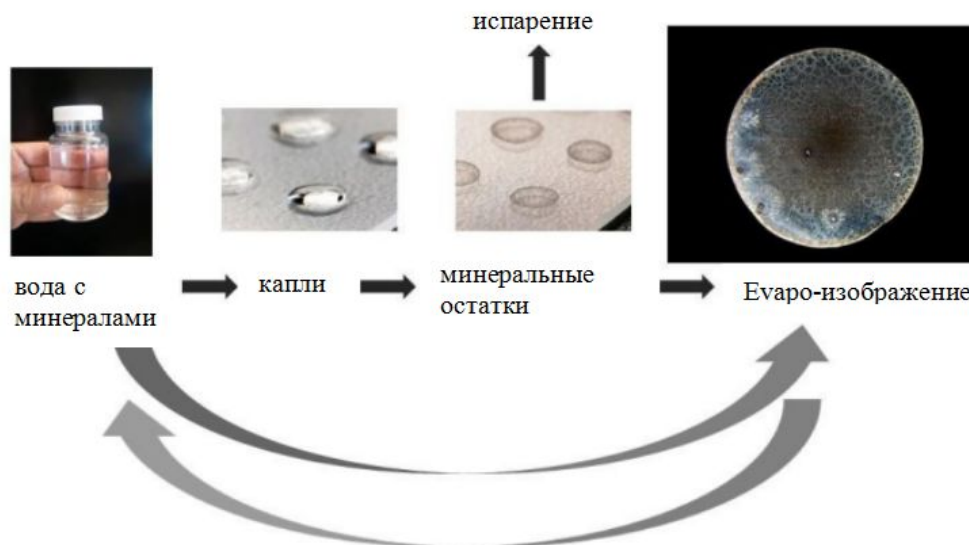 испарение
вода с
минералами
капли
минеральные
остатки
Evapo-изображение